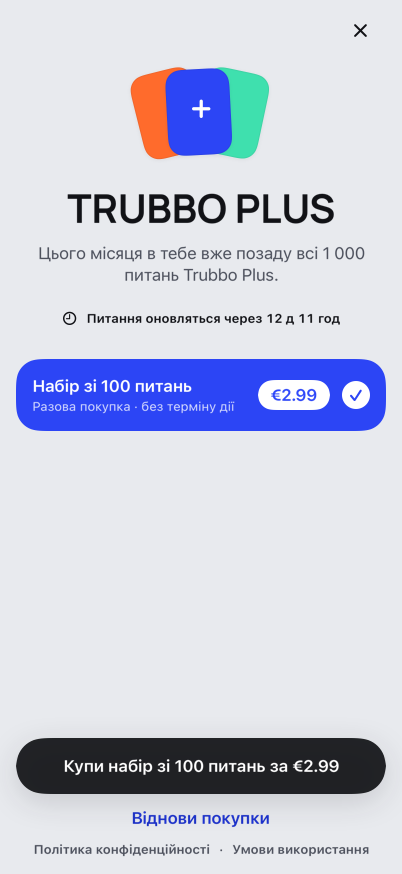 TRUBBO PLUS
Цього місяця в тебе вже позаду всі 1 000
питань Trubbo Plus.
Питання оновляться через 12 д 11 год
Набір зі 100 питань
Разова покупка · без терміну дії
€2.99
Купи набір зі 100 питань за €2.99
Віднови покупки
Політика конфіденційності · Умови використання